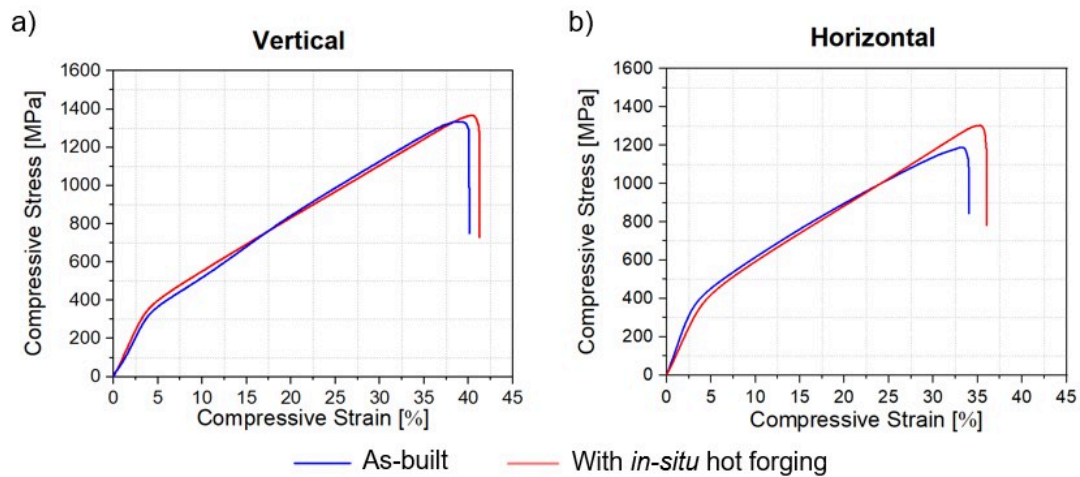 a)
Vertical
Compressive Stress [MPa]
1600
1400
1200
1000
800
600
400
200
0
0 5 10 15 20 25 30 35 40 45
Compressive Strain [%]
b)
Horizontal
Compressive Stress [MPa]
1600
1400
1200
1000
800
600
400
200
0
0 5 10 15 20 25 30 35 40 45
Compressive Strain [%]
As-built
With in-situ hot forging